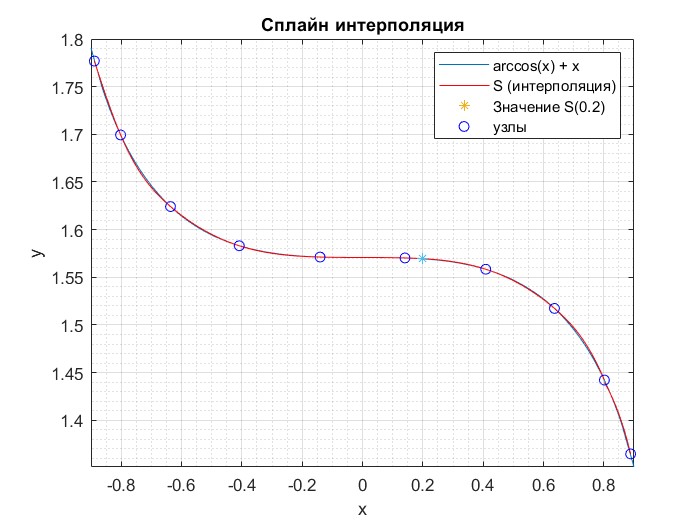 Сплайн интерполяция
arccos(x) + x
S (интерполяция)
Значение S(0.2)
узлы
1.8
1.75
1.7
1.65
1.6
1.55
1.5
1.45
1.4
y
-0.8 -0.6 -0.4 -0.2 0 0.2 0.4 0.6 0.8
x